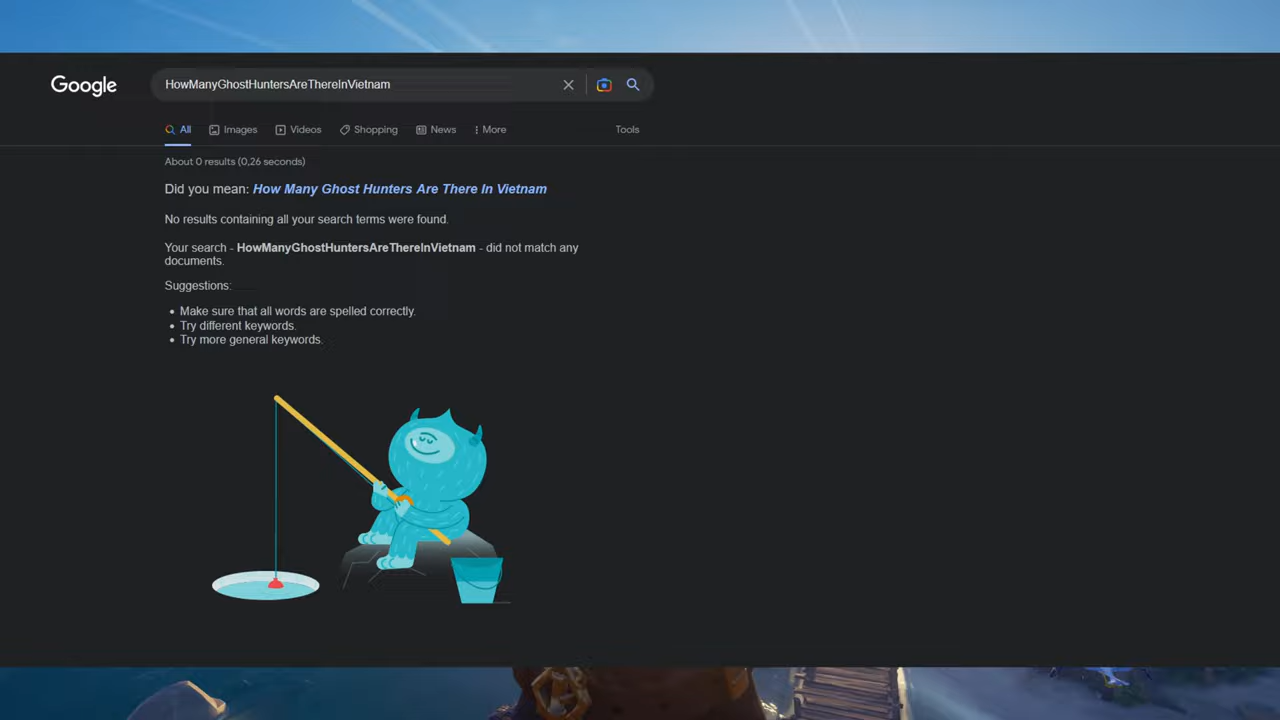 Google
HowManyGhostHuntersAreThereInVietnam
All Images Videos Shopping News More Tools
About 0 results (0,26 seconds)
Did you mean: How Many Ghost Hunters Are There In Vietnam
No results containing all your search terms were found.
Your search - HowManyGhostHuntersAreThereInVietnam - did not match any
documents.
Suggestions:
Make sure that all words are spelled correctly.
Try different keywords.
Try more general keywords.